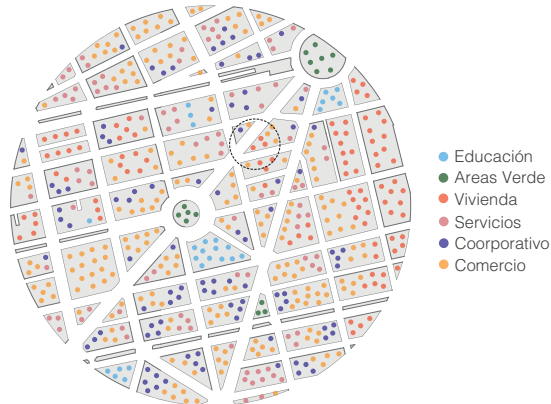 Educación
Areas Verde
Vivienda
Servicios
Coorporativo
Comercio